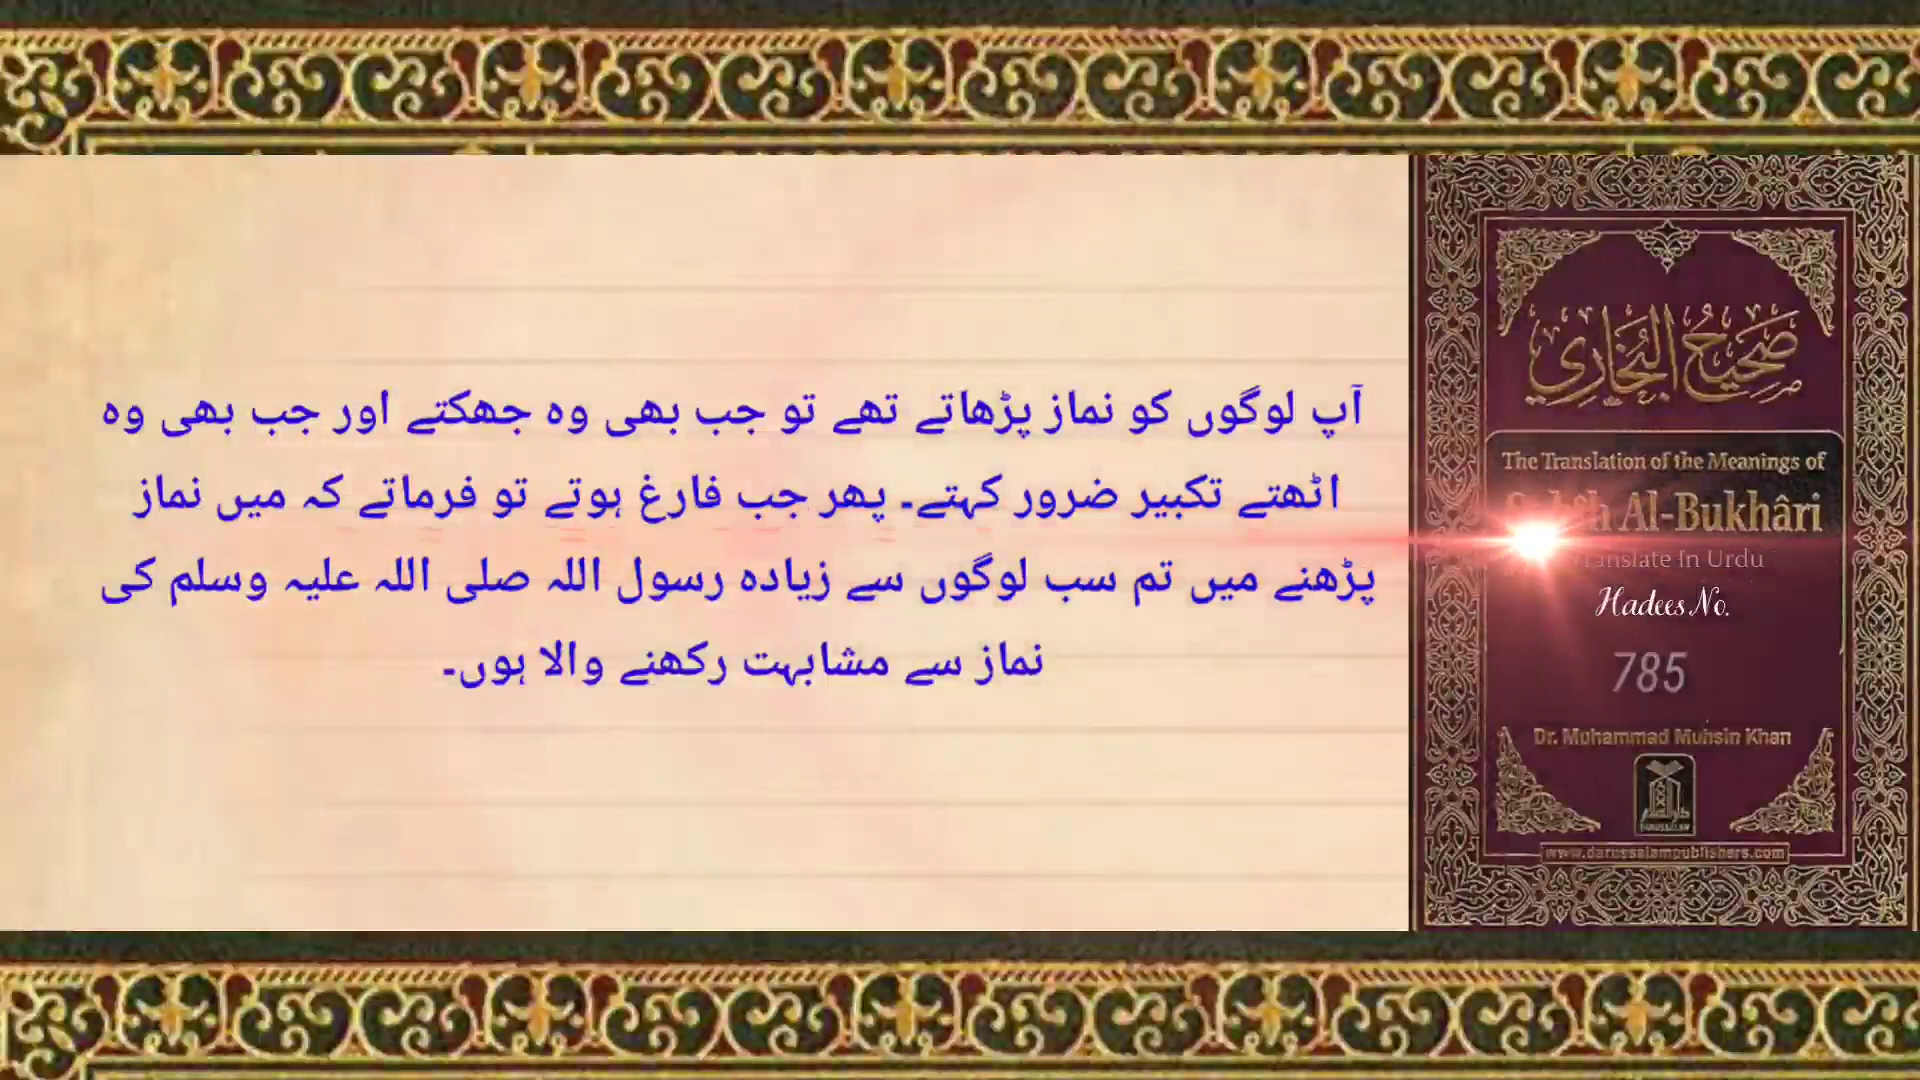 آپ لوگوں کو نماز پڑھاتے تھے تو جب بھی وہ جھکتے اور جب بھی وہ
اٹھتے تکبیر ضرور کہتے۔ پھر جب فارغ ہوتے تو فرماتے کہ میں نماز
پڑھنے میں تم سب لوگوں سے زیادہ رسول اللہ صلی اللہ علیہ وسلم کی
نماز سے مشابہت رکھنے والا ہوں۔
صَحِيحُ البُخَارِي
The Translation of the Meanings of
Al-Bukhâri
In Urdu
Hadees No.
785
Dr. Muhammad Muhsin Khan
www.darussalampublishers.com